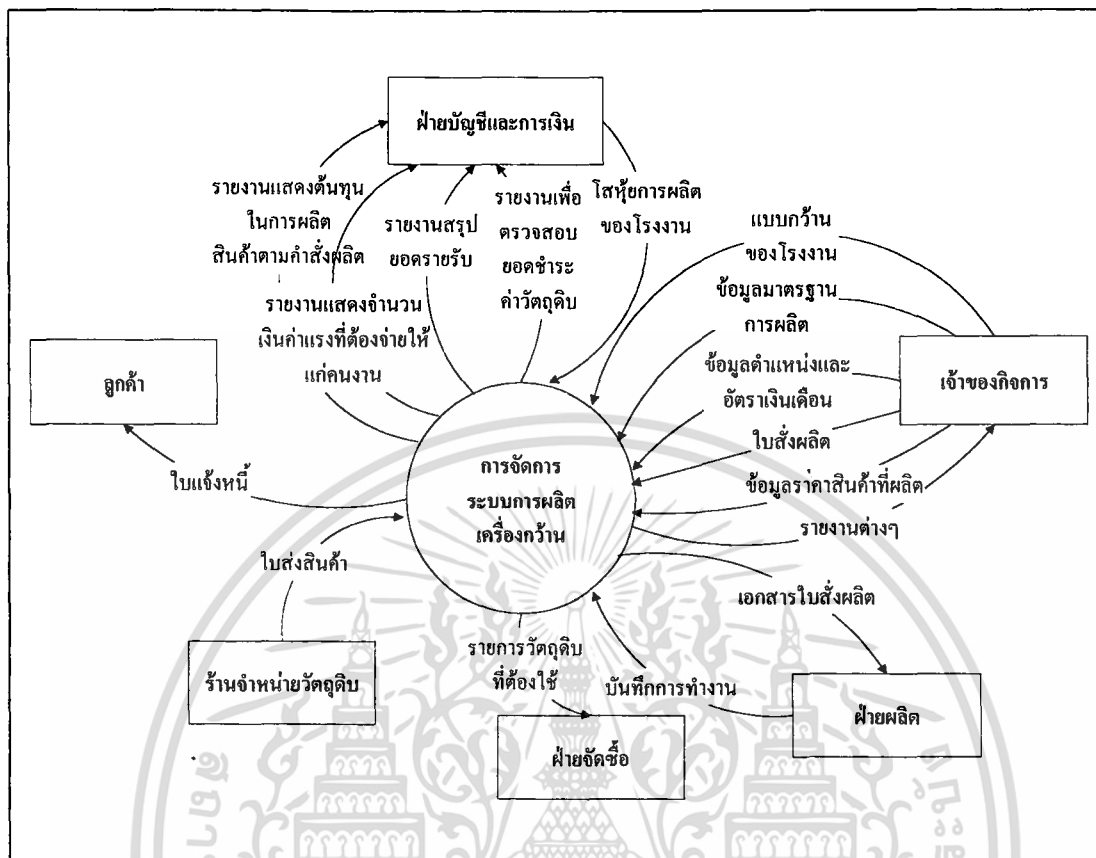 ฝ่ายบัญชีและการเงิน
รายงานแสดงต้นทุน
ในการผลิต
สินค้าตามคำสั่งผลิต
รายงานแสดงจำนวน
เงินค่าแรงที่ต้องจ่ายให้
แก่คนงาน
รายงานสรุป
ยอดรายรับ
รายงานเพื่อ
ตรวจสอบ
ยอดชำระ
ค่าวัตถุดิบ
โสหุ้ยการผลิต
ของโรงงาน
แบบกว้าน
ของโรงงาน
ข้อมูลมาตรฐาน
การผลิต
ข้อมูลตำแหน่งและ
อัตราเงินเดือน
ใบสั่งผลิต
ข้อมูลราคาสินค้าที่ผลิต
รายงานต่างๆ
เจ้าของกิจการ
ลูกค้า
ใบแจ้งหนี้
การจัดการ
ระบบการผลิต
เครื่องกว้าน
ใบส่งสินค้า
ร้านจำหน่ายวัตถุดิบ
รายการวัตถุดิบ
ที่ต้องใช้
ฝ่ายจัดซื้อ
บันทึกการทำงาน
เอกสารใบสั่งผลิต
ฝ่ายผลิต